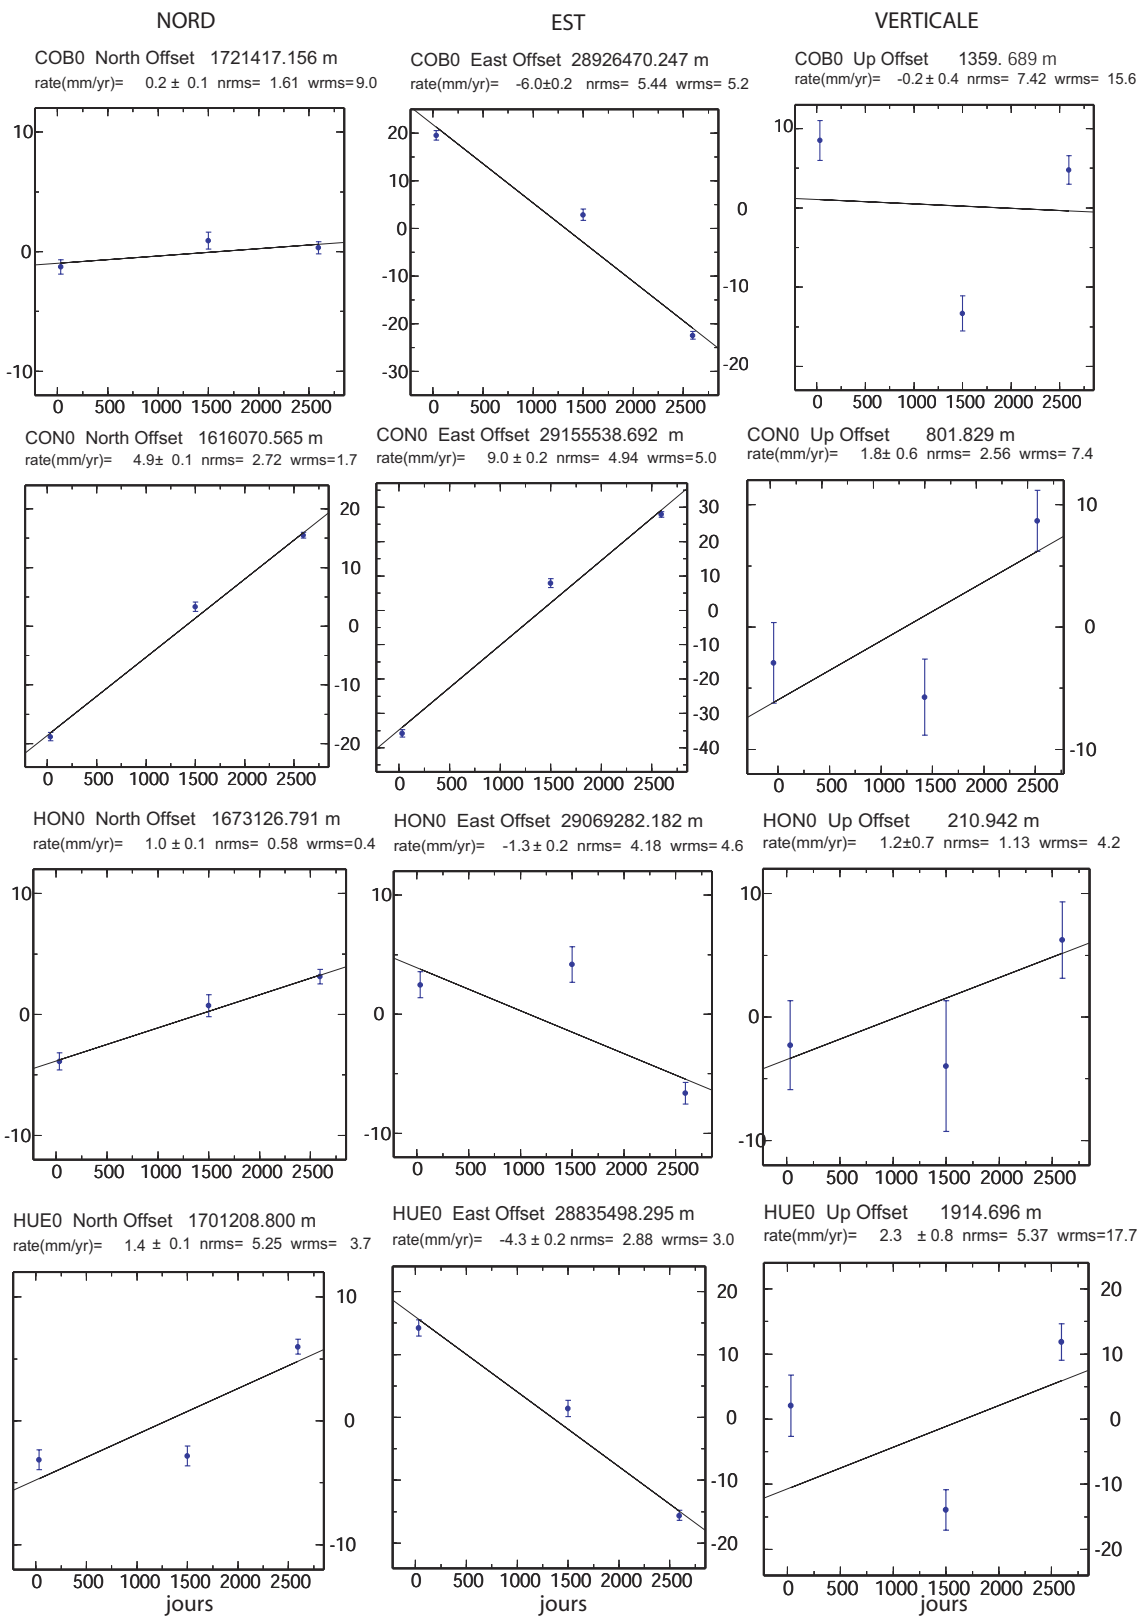 NORD EST VERTICALE
COB0 North Offset 1721417.156 m
rate(mm/yr)= 0.2 ± 0.1 nrms= 1.61 wrms=9.0
10
0
-10
0 500 1000 1500 2000 2500
COB0 East Offset 28926470.247 m
rate(mm/yr)= -6.0±0.2 nrms= 5.44 wrms= 5.2
20
10
0
-10
-20
-30
0 500 1000 1500 2000 2500
COB0 Up Offset 1359. 689 m
rate(mm/yr)= -0.2 ± 0.4 nrms= 7.42 wrms= 15.6
10
0
-10
-20
0 500 1000 1500 2000 2500
CON0 North Offset 1616070.565 m
rate(mm/yr)= 4.9± 0.1 nrms= 2.72 wrms=1.7
20
10
0
-10
-20
0 500 1000 1500 2000 2500
CON0 East Offset 29155538.692 m
rate(mm/yr)= 9.0 ± 0.2 nrms= 4.94 wrms=5.0
30
20
10
0
-10
-20
-30
-40
0 500 1000 1500 2000 2500
CON0 Up Offset 801.829 m
rate(mm/yr)= 1.8± 0.6 nrms= 2.56 wrms= 7.4
10
0
-10
0 500 1000 1500 2000 2500
HON0 North Offset 1673126.791 m
rate(mm/yr)= 1.0 ± 0.1 nrms= 0.58 wrms=0.4
10
0
-10
0 500 1000 1500 2000 2500
HON0 East Offset 29069282.182 m
rate(mm/yr)= -1.3 ± 0.2 nrms= 4.18 wrms= 4.6
10
0
-10
0 500 1000 1500 2000 2500
HON0 Up Offset 210.942 m
rate(mm/yr)= 1.2±0.7 nrms= 1.13 wrms= 4.2
10
0
-10
0 500 1000 1500 2000 2500
HUE0 North Offset 1701208.800 m
rate(mm/yr)= 1.4 ± 0.1 nrms= 5.25 wrms= 3.7
10
0
-10
0 500 1000 1500 2000 2500
jours
HUE0 East Offset 28835498.295 m
rate(mm/yr)= -4.3 ± 0.2 nrms= 2.88 wrms= 3.0
20
10
0
-10
-20
0 500 1000 1500 2000 2500
jours
HUE0 Up Offset 1914.696 m
rate(mm/yr)= 2.3 ± 0.8 nrms= 5.37 wrms=17.7
20
10
0
-10
-20
0 500 1000 1500 2000 2500
jours